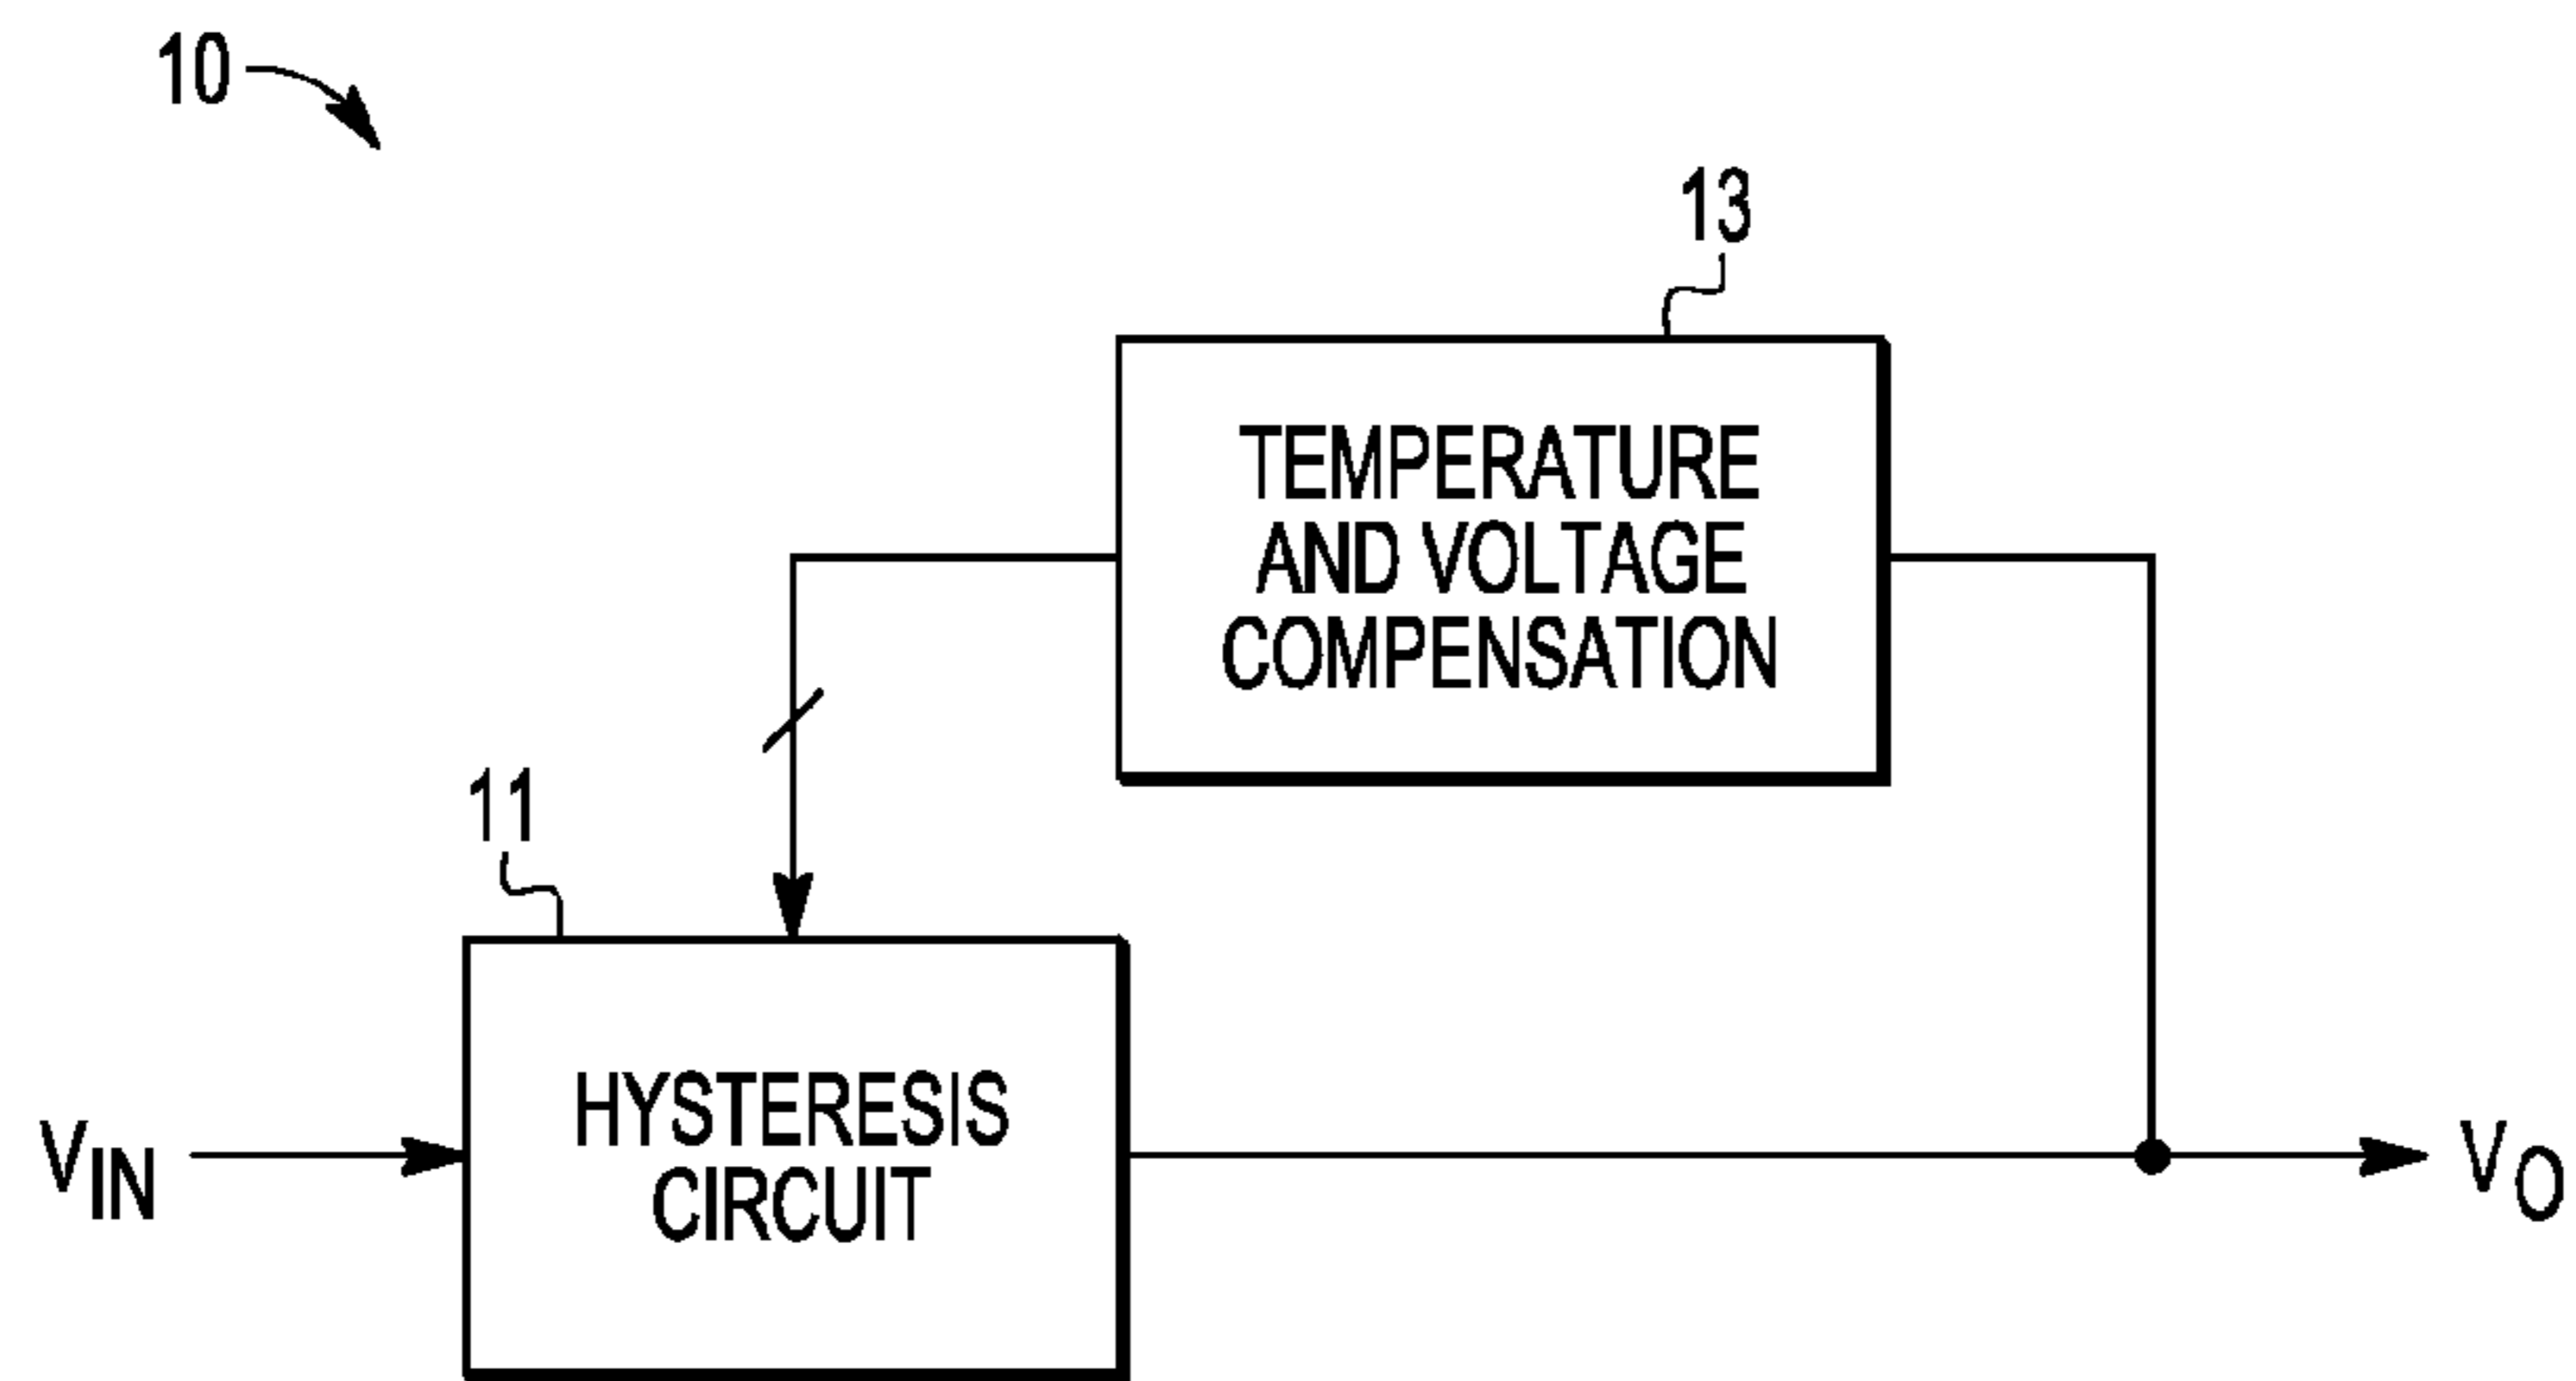 10
13
TEMPERATURE
AND VOLTAGE
COMPENSATION
11
HYSTERESIS
CIRCUIT
VIN
VO